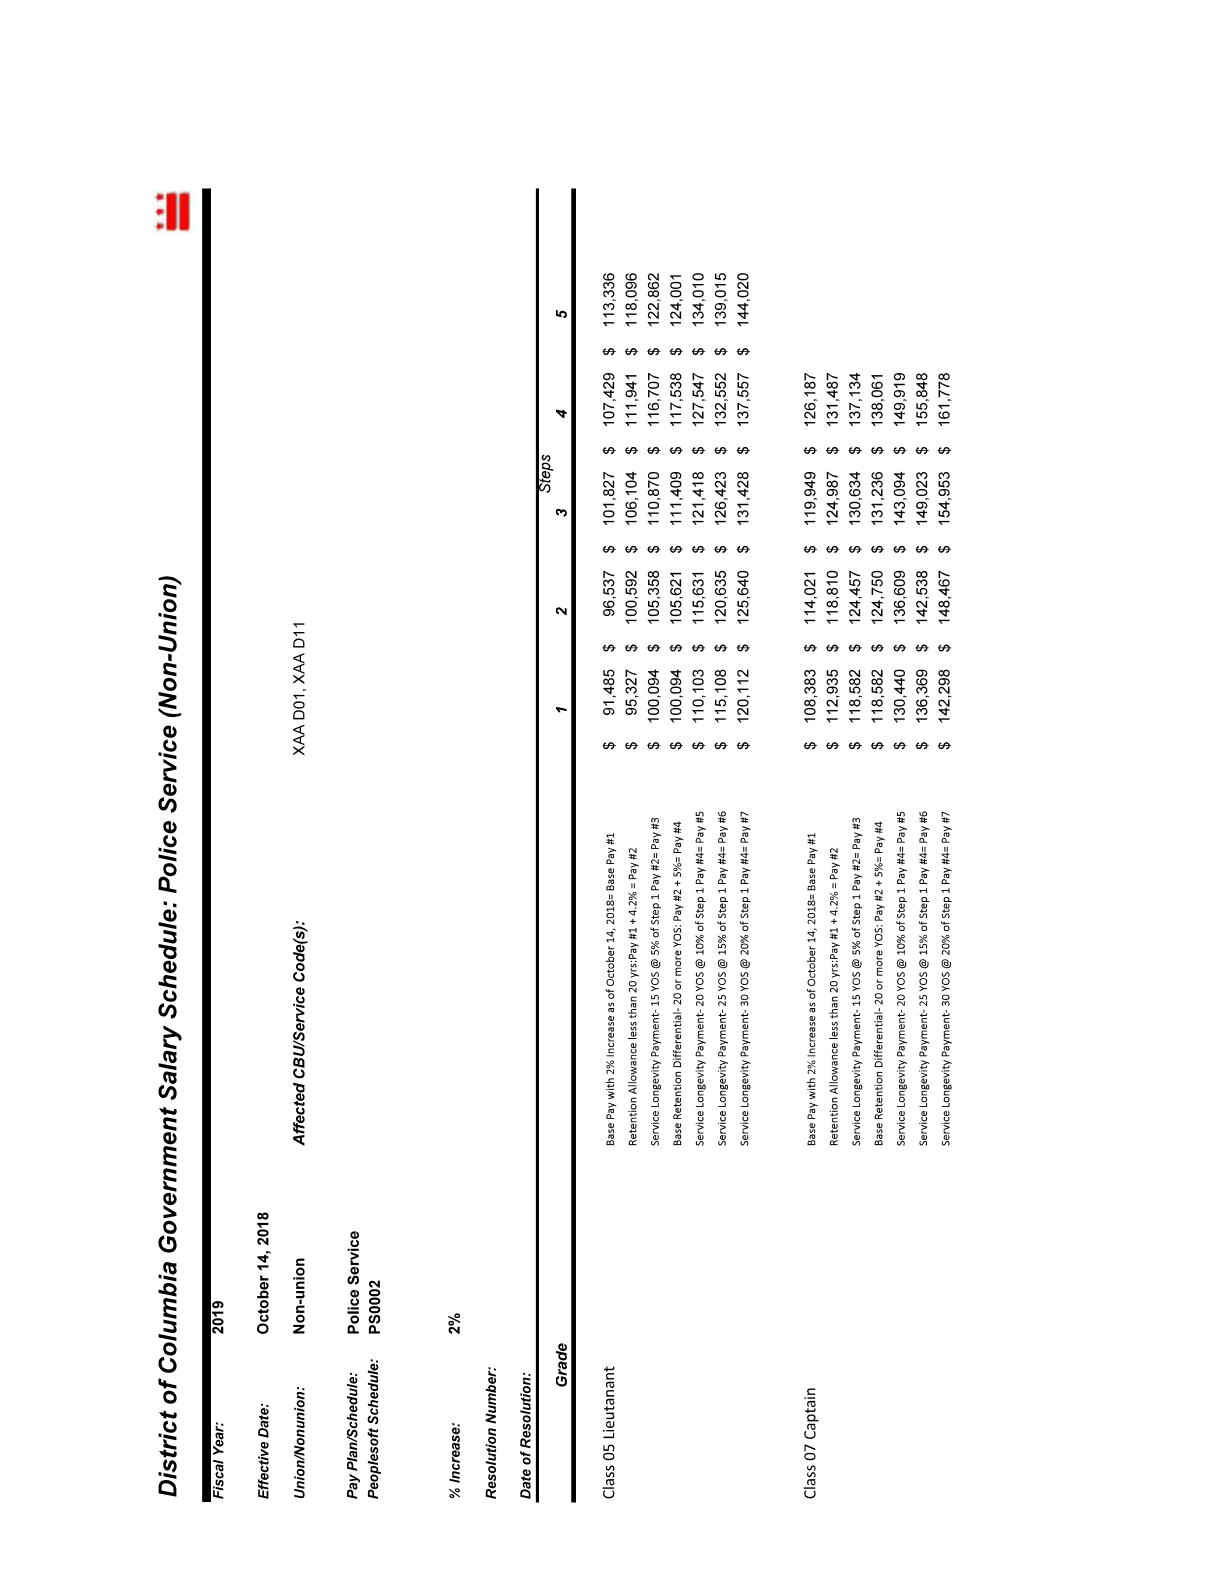 District of Columbia Government Salary Schedule: Police Service (Non-Union)
Fiscal Year: 2019
Effective Date: October 14, 2018
Union/Nonunion: Non-union Affected CBU/Service Code(s): XAA D01, XAA D11
Pay Plan/Schedule: Police Service
Peoplesoft Schedule: PS0002
% Increase: 2%
Resolution Number:
Date of Resolution:
Steps
Grade 1 2 3 4 5
Class 05 Lieutanant Base Pay with 2% Increase as of October 14, 2018= Base Pay #1 $ 91,485 $ 96,537 $ 101,827 $ 107,429 $ 113,336
Retention Allowance less than 20 yrs:Pay #1 + 4.2% = Pay #2 $ 95,327 $ 100,592 $ 106,104 $ 111,941 $ 118,096
Service Longevity Payment- 15 YOS @ 5% of Step 1 Pay #2= Pay #3 $ 100,094 $ 105,358 $ 110,870 $ 116,707 $ 122,862
Base Retention Differential- 20 or more YOS: Pay #2 + 5%= Pay #4 $ 100,094 $ 105,621 $ 111,409 $ 117,538 $ 124,001
Service Longevity Payment- 20 YOS @ 10% of Step 1 Pay #4= Pay #5 $ 110,103 $ 115,631 $ 121,418 $ 127,547 $ 134,010
Service Longevity Payment- 25 YOS @ 15% of Step 1 Pay #4= Pay #6 $ 115,108 $ 120,635 $ 126,423 $ 132,552 $ 139,015
Service Longevity Payment- 30 YOS @ 20% of Step 1 Pay #4= Pay #7 $ 120,112 $ 125,640 $ 131,428 $ 137,557 $ 144,020
Class 07 Captain Base Pay with 2% Increase as of October 14, 2018= Base Pay #1 $ 108,383 $ 114,021 $ 119,949 $ 126,187
Retention Allowance less than 20 yrs:Pay #1 + 4.2% = Pay #2 $ 112,935 $ 118,810 $ 124,987 $ 131,487
Service Longevity Payment- 15 YOS @ 5% of Step 1 Pay #2= Pay #3 $ 118,582 $ 124,457 $ 130,634 $ 137,134
Base Retention Differential- 20 or more YOS: Pay #2 + 5%= Pay #4 $ 118,582 $ 124,750 $ 131,236 $ 138,061
Service Longevity Payment- 20 YOS @ 10% of Step 1 Pay #4= Pay #5 $ 130,440 $ 136,609 $ 143,094 $ 149,919
Service Longevity Payment- 25 YOS @ 15% of Step 1 Pay #4= Pay #6 $ 136,369 $ 142,538 $ 149,023 $ 155,848
Service Longevity Payment- 30 YOS @ 20% of Step 1 Pay #4= Pay #7 $ 142,298 $ 148,467 $ 154,953 $ 161,778